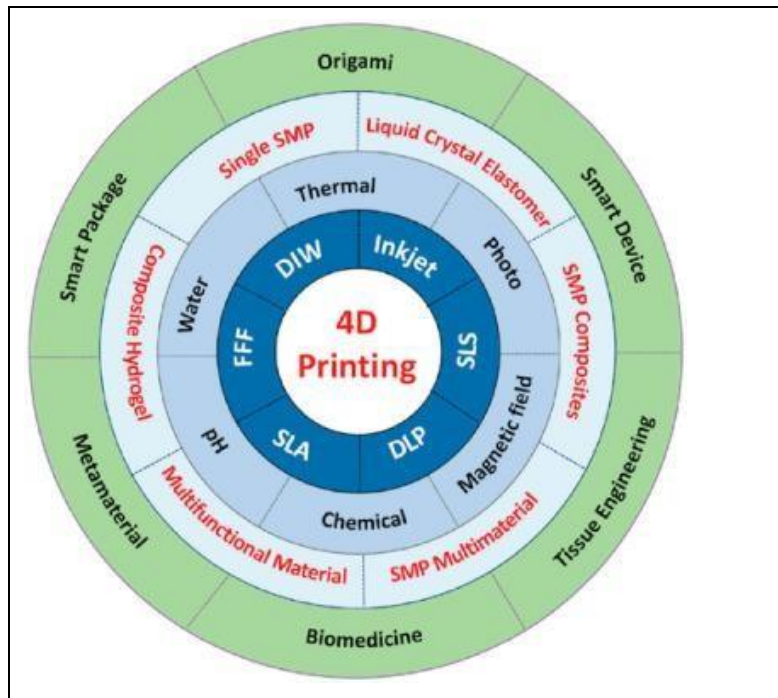 Origami
Smart Device
Tissue Engineering
Biomedicine
Metamaterial
Smart Package
Single SMP
Liquid Crystal Elastomer
SMP Composites
SMP Multimaterial
Multifunctional Material
Composite Hydrogel
Thermal
Photo
Magnetic field
Chemical
pH
Water
DIW
Inkjet
SLS
DLP
SLA
FFF
4D
Printing